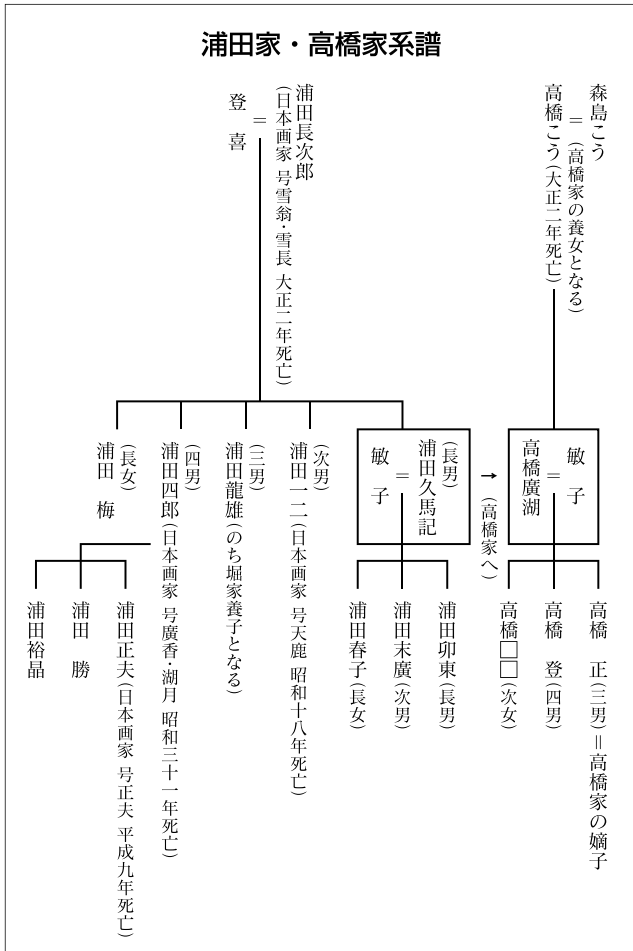 浦田家・高橋家系譜
森島こう
＝
（高橋家の養女となる）
高橋こう（大正二年死亡）
浦田長次郎
（日本画家 号雪翁・雪長 大正二年死亡）
＝
登 喜
敏 子
＝
高橋廣湖
→
（高橋家へ）
（長男）
浦田久馬記
＝
敏 子
（次男）
浦田一二（日本画家 号天鹿 昭和十八年死亡）
（三男）
浦田龍雄（のち堀家養子となる）
（四男）
浦田四郎（日本画家 号廣香・湖月 昭和三十一年死亡）
（長女）
浦田 梅
高橋 正（三男）＝高橋家の嫡子
高橋 登（四男）
高橋□□（次女）
浦田卯東（長男）
浦田末廣（次男）
浦田春子（長女）
浦田正夫（日本画家 号正夫 平成九年死亡）
浦田 勝
浦田裕晶